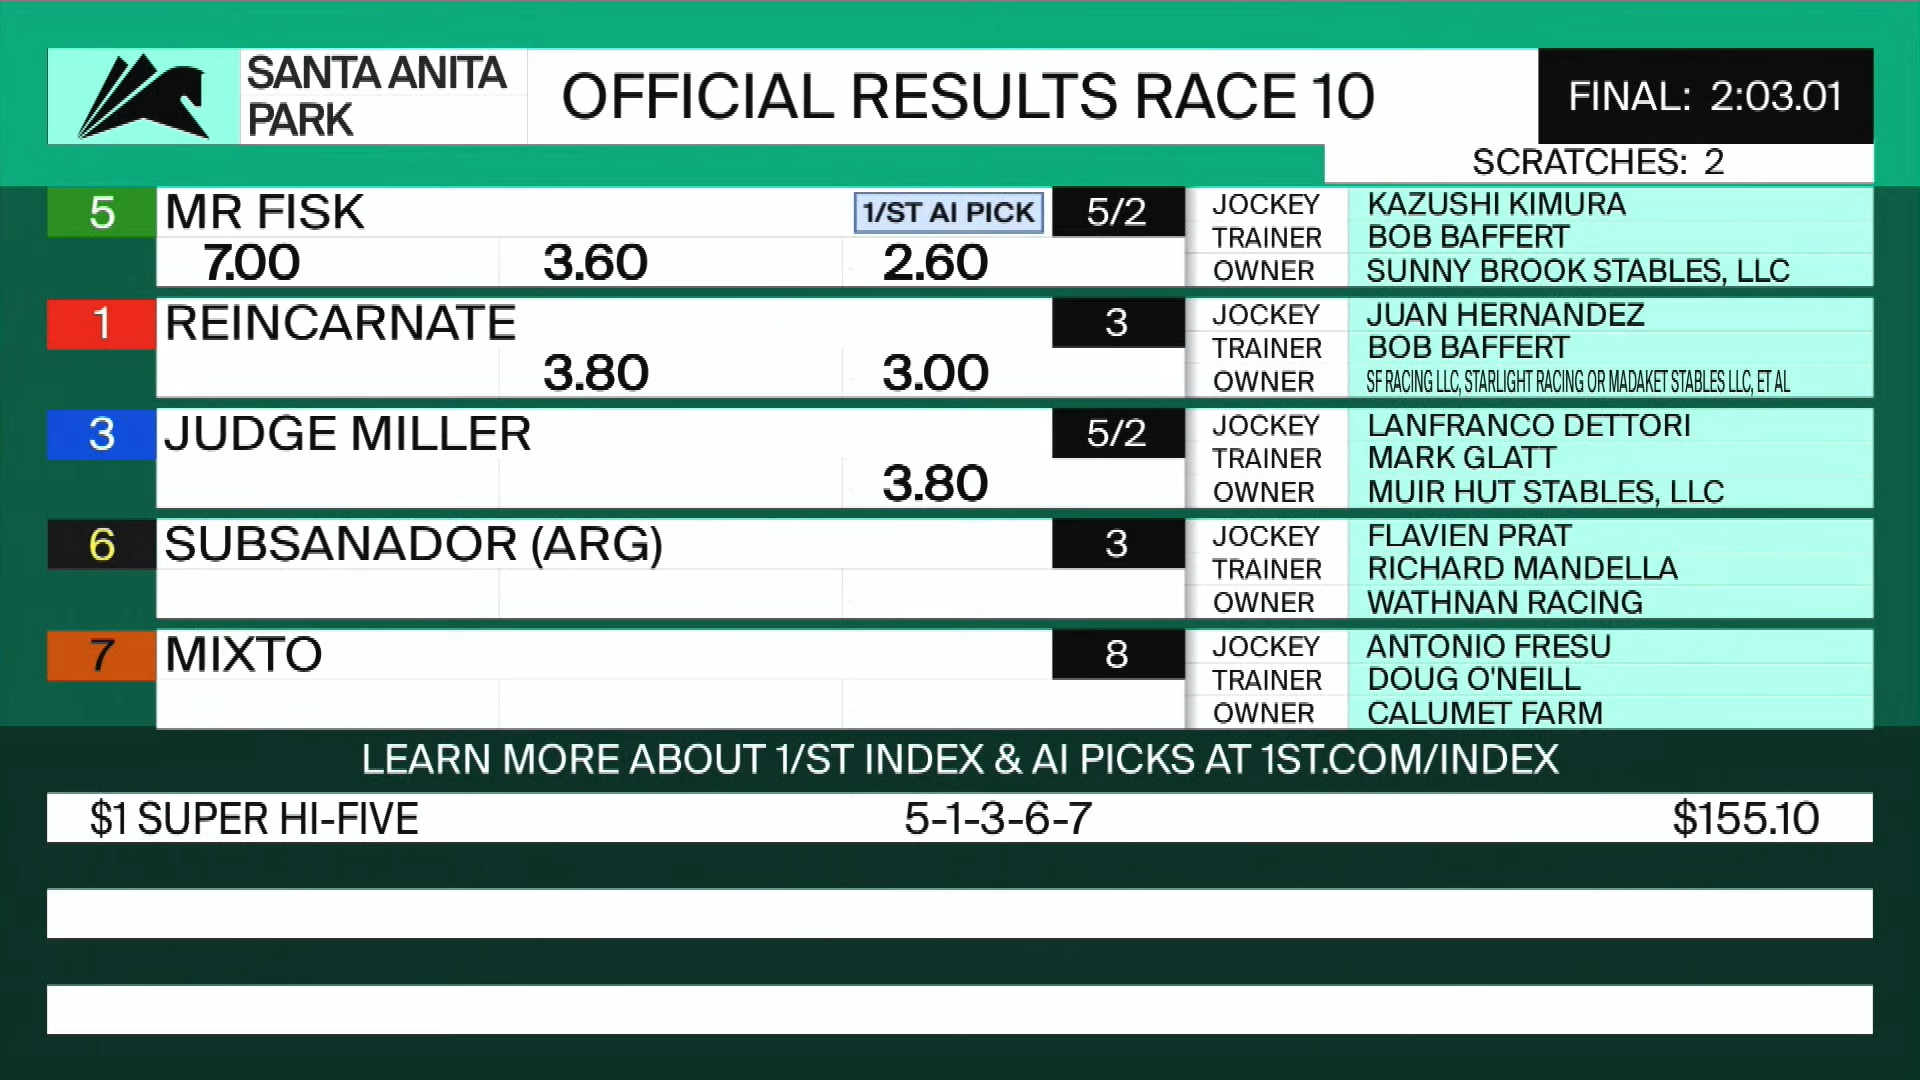 SANTA ANITA
PARK
OFFICIAL RESULTS RACE 10
FINAL: 2:03.01
SCRATCHES: 2
5 MR FISK 1/ST AI PICK 5/2
7.00 3.60 2.60
JOCKEY KAZUSHI KIMURA
TRAINER BOB BAFFERT
OWNER SUNNY BROOK STABLES, LLC
1 REINCARNATE 3
3.80 3.00
JOCKEY JUAN HERNANDEZ
TRAINER BOB BAFFERT
OWNER SF RACING LLC, STARLIGHT RACING OR MADAKET STABLES LLC, ET AL
3 JUDGE MILLER 5/2
3.80
JOCKEY LANFRANCO DETTORI
TRAINER MARK GLATT
OWNER MUIR HUT STABLES, LLC
6 SUBSANADOR (ARG) 3
JOCKEY FLAVIEN PRAT
TRAINER RICHARD MANDELLA
OWNER WATHNAN RACING
7 MIXTO 8
JOCKEY ANTONIO FRESU
TRAINER DOUG O'NEILL
OWNER CALUMET FARM
LEARN MORE ABOUT 1/ST INDEX & AI PICKS AT 1ST.COM/INDEX
$1 SUPER HI-FIVE 5-1-3-6-7 $155.10